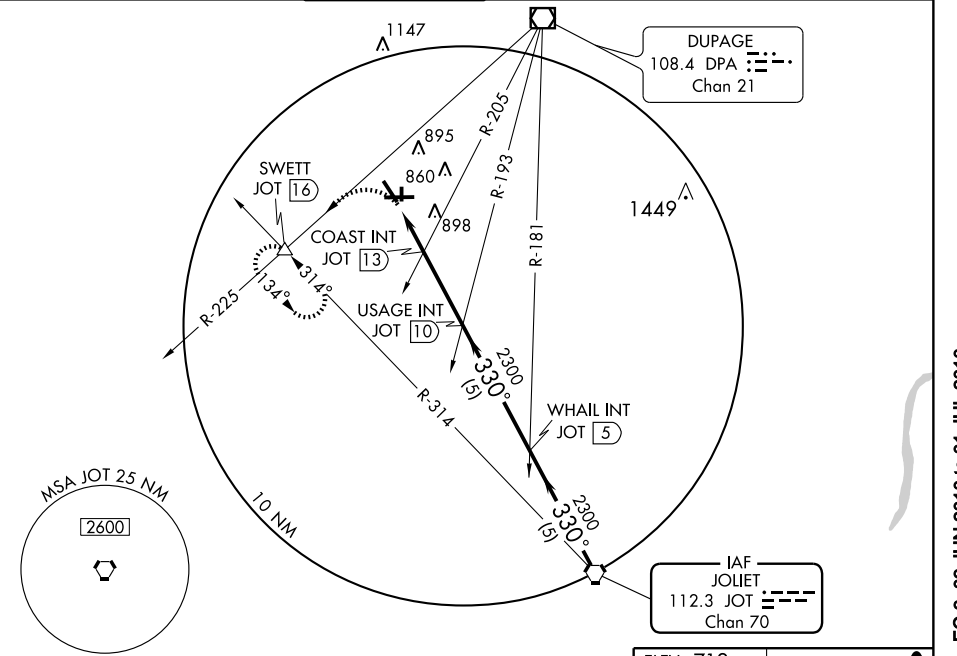 1147
DUPAGE
108.4 DPA
Chan 21
R-205
895
SWETT
JOT 16
860
R-193
1449
898
COAST INT
JOT 13
R-181
314°
134°
R-225
USAGE INT
JOT 10
2300
330°
(5)
R-314
WHAIL INT
JOT 5
MSA JOT 25 NM
2600
10 NM
2300
330°
(5)
IAF
JOLIET
112.3 JOT
Chan 70